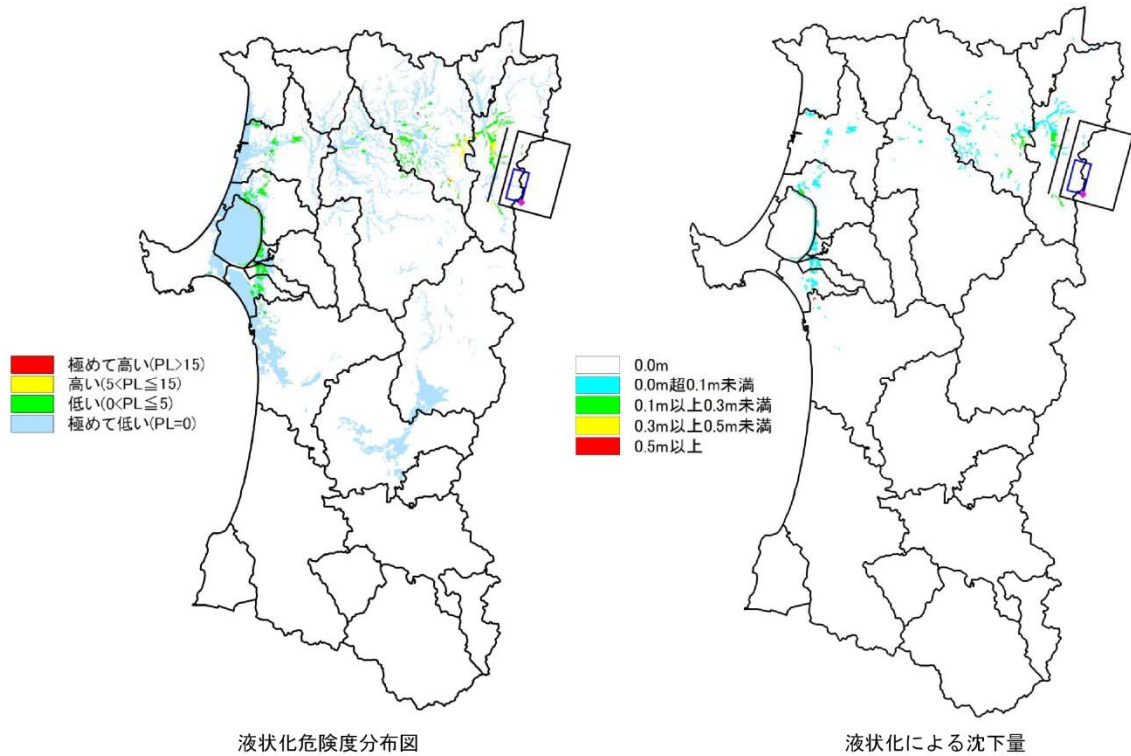 極めて高い(PL>15)
高い(5<PL≦15)
低い(0<PL≦5)
極めて低い(PL=0)
液状化危険度分布図
0.0m
0.0m超0.1m未満
0.1m以上0.3m未満
0.3m以上0.5m未満
0.5m以上
液状化による沈下量